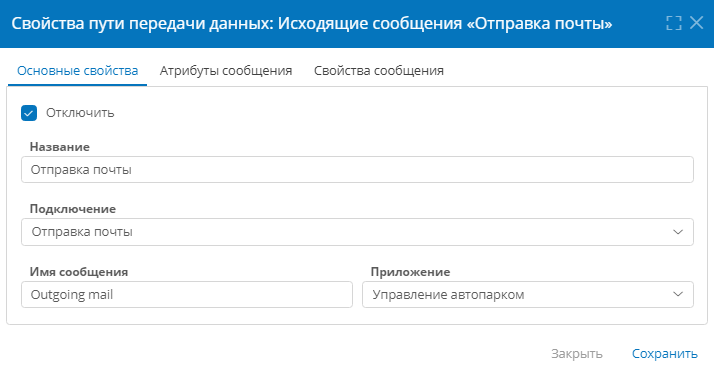 Свойства пути передачи данных: Исходящие сообщения «Отправка почты»
Основные свойства Атрибуты сообщения Свойства сообщения
Отключить
Название
Отправка почты
Подключение
Отправка почты
Имя сообщения Приложение
Outgoing mail Управление автопарком
Закрыть Сохранить